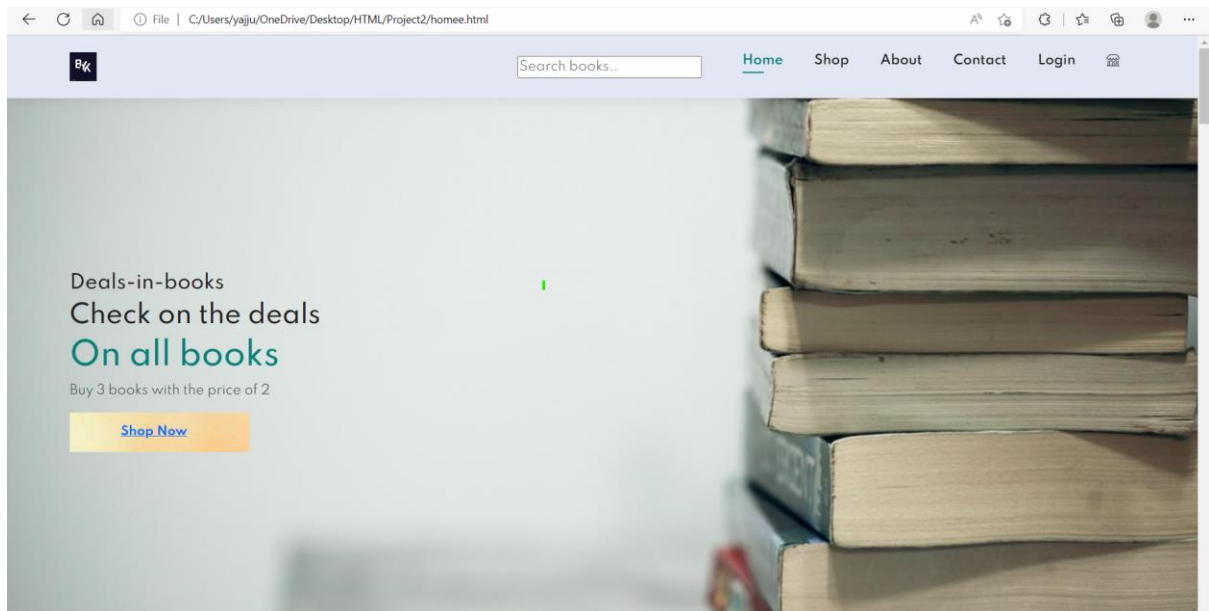 File | C:/Users/yajju/OneDrive/Desktop/HTML/Project2/homee.html
BK
Search books..
Home Shop About Contact Login
Deals-in-books
Check on the deals
On all books
Buy 3 books with the price of 2
Shop Now